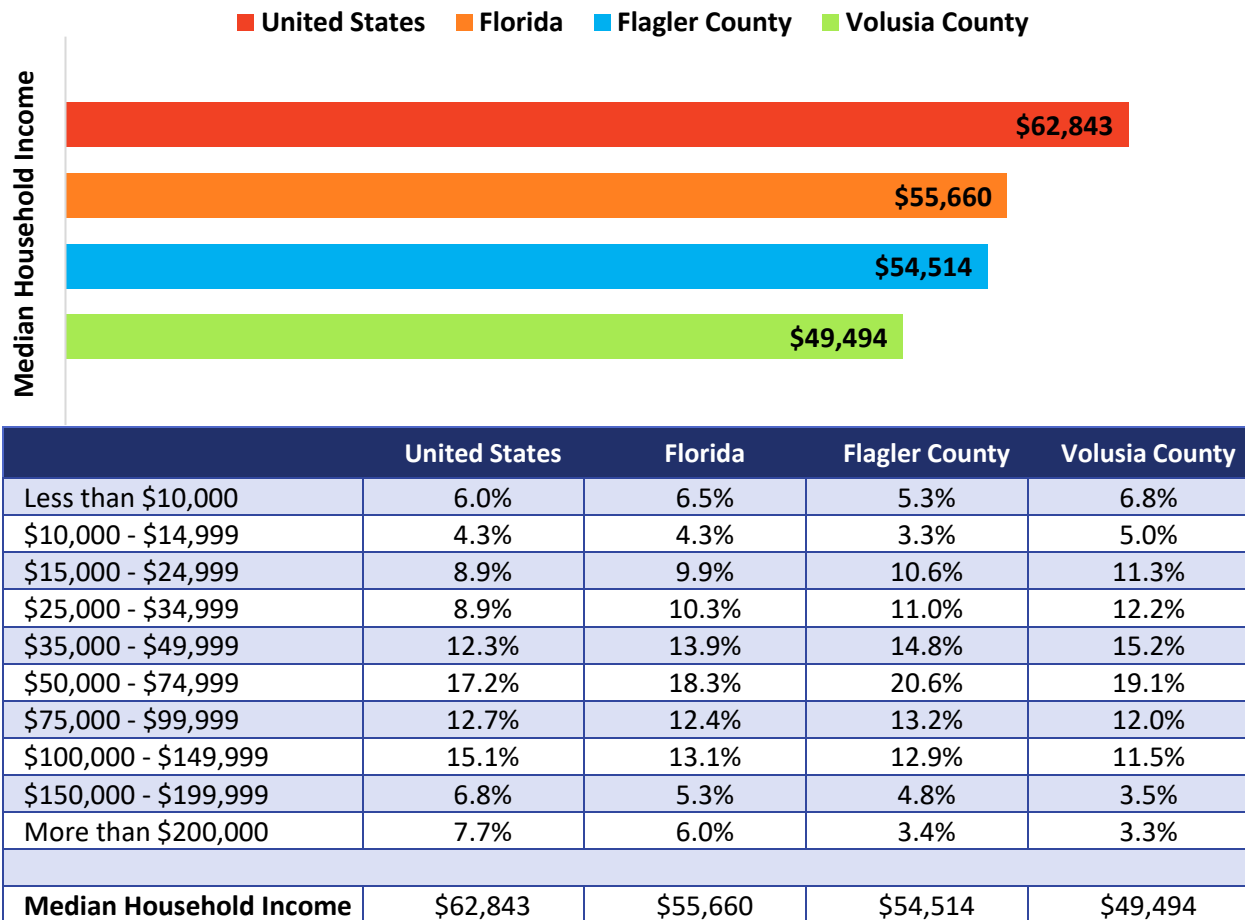 United States Florida Flagler County Volusia County
Median Household Income
$62,843
$55,660
$54,514
$49,494
United States Florida Flagler County Volusia County
Less than $10,000 6.0% 6.5% 5.3% 6.8%
$10,000 - $14,999 4.3% 4.3% 3.3% 5.0%
$15,000 - $24,999 8.9% 9.9% 10.6% 11.3%
$25,000 - $34,999 8.9% 10.3% 11.0% 12.2%
$35,000 - $49,999 12.3% 13.9% 14.8% 15.2%
$50,000 - $74,999 17.2% 18.3% 20.6% 19.1%
$75,000 - $99,999 12.7% 12.4% 13.2% 12.0%
$100,000 - $149,999 15.1% 13.1% 12.9% 11.5%
$150,000 - $199,999 6.8% 5.3% 4.8% 3.5%
More than $200,000 7.7% 6.0% 3.4% 3.3%
Median Household Income $62,843 $55,660 $54,514 $49,494